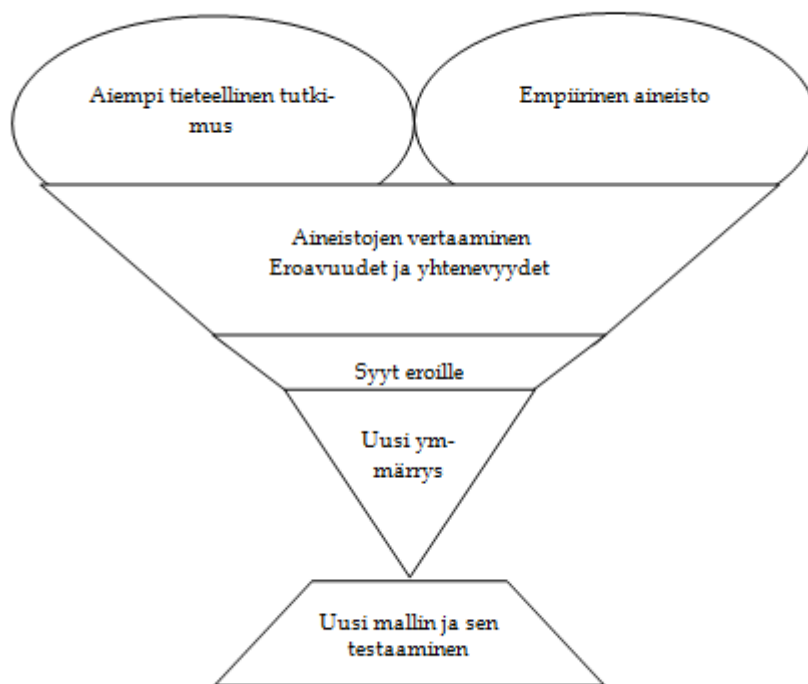 Aiempi tieteellinen tutki-
mus
Empiirinen aineisto
Aineistojen vertaaminen
Eroavuudet ja yhtenevyydet
Syyt eroille
Uusi ym-
märrys
Uusi mallin ja sen
testaaminen